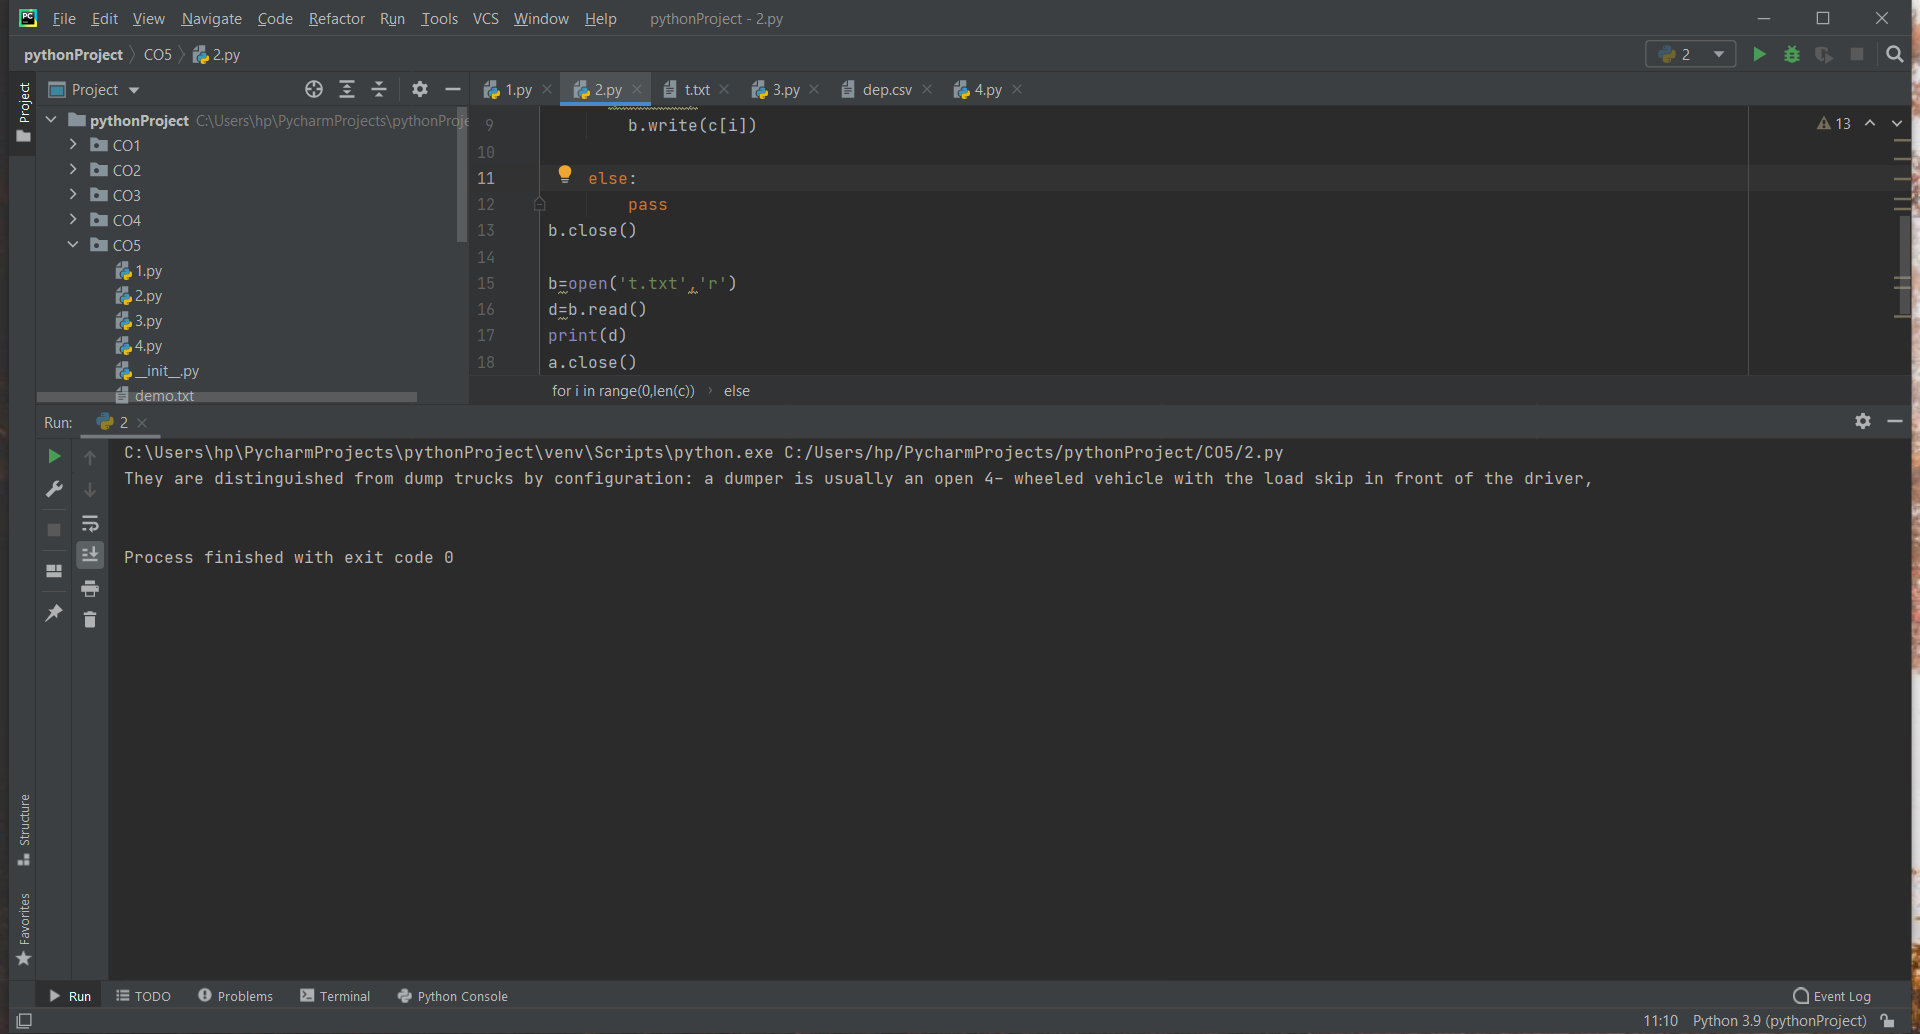 File Edit View Navigate Code Refactor Run Tools VCS Window Help pythonProject - 2.py
pythonProject CO5 2.py
2
Project
Project
1.py 2.py t.txt 3.py dep.csv 4.py
pythonProject C:\Users\hp\PycharmProjects\pythonProje
CO1
CO2
CO3
CO4
CO5
1.py
2.py
3.py
4.py
__init__.py
demo.txt
13
9 b.write(c[i])
10
11 else:
12 pass
13 b.close()
14
15 b=open('t.txt','r')
16 d=b.read()
17 print(d)
18 a.close()
for i in range(0,len(c)) › else
Run: 2
C:\Users\hp\PycharmProjects\pythonProject\venv\Scripts\python.exe C:/Users/hp/PycharmProjects/pythonProject/CO5/2.py
They are distinguished from dump trucks by configuration: a dumper is usually an open 4- wheeled vehicle with the load skip in front of the driver,
Process finished with exit code 0
Structure
Favorites
Run TODO Problems Terminal Python Console Event Log
11:10 Python 3.9 (pythonProject)